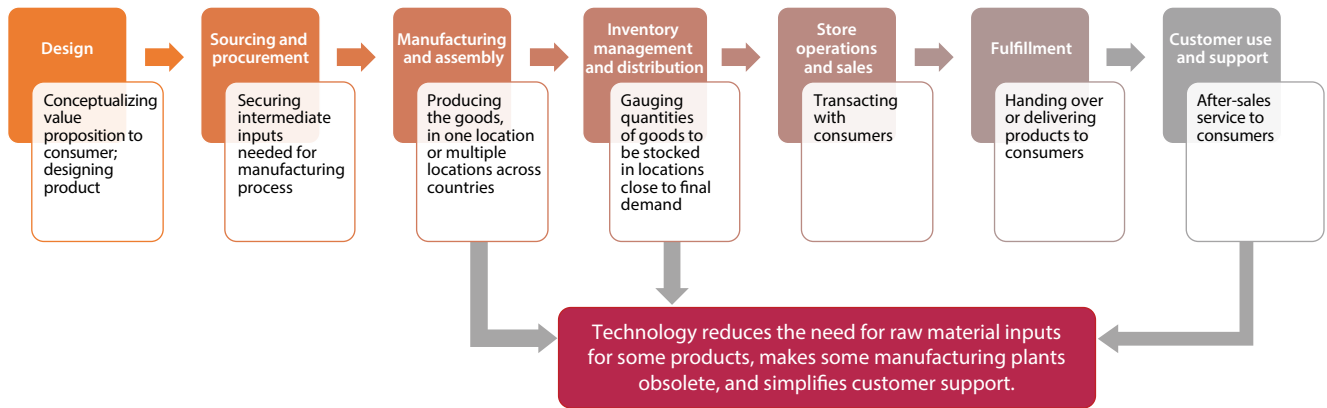 Design
Conceptualizing
value
proposition to
consumer;
designing
product
Sourcing and
procurement
Securing
intermediate
inputs
needed for
manufacturing
process
Manufacturing
and assembly
Producing
the goods,
in one location
or multiple
locations across
countries
Inventory
management
and distribution
Gauging
quantities
of goods to
be stocked
in locations
close to final
demand
Store
operations
and sales
Transacting
with
consumers
Fulfillment
Handing over
or delivering
products to
consumers
Customer use
and support
After-sales
service to
consumers
Technology reduces the need for raw material inputs
for some products, makes some manufacturing plants
obsolete, and simplifies customer support.